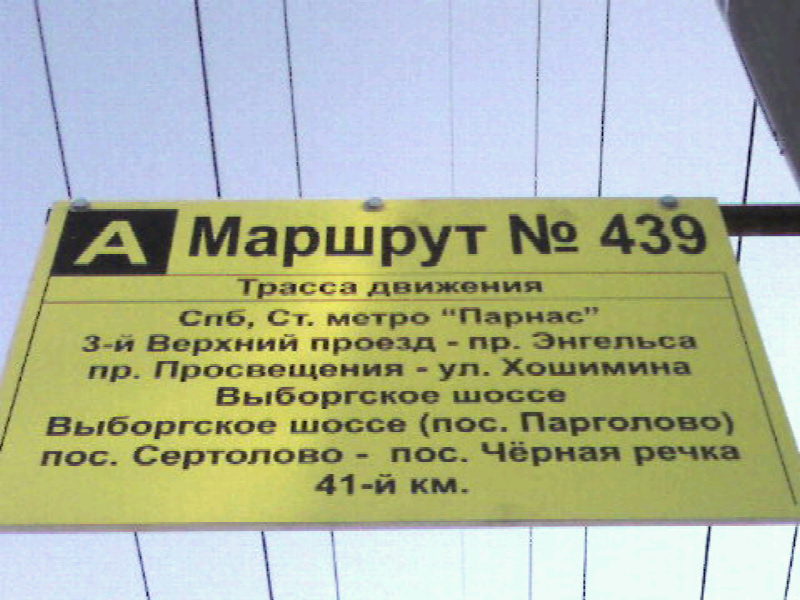 А Маршрут № 439
Трасса движения
Спб, Ст. метро “Парнас”
3-й Верхний проезд - пр. Энгельса
пр. Просвещения - ул. Хошимина
Выборгское шоссе
Выборгское шоссе (пос. Парголово)
пос. Сертолово - пос. Чёрная речка
41-й км.